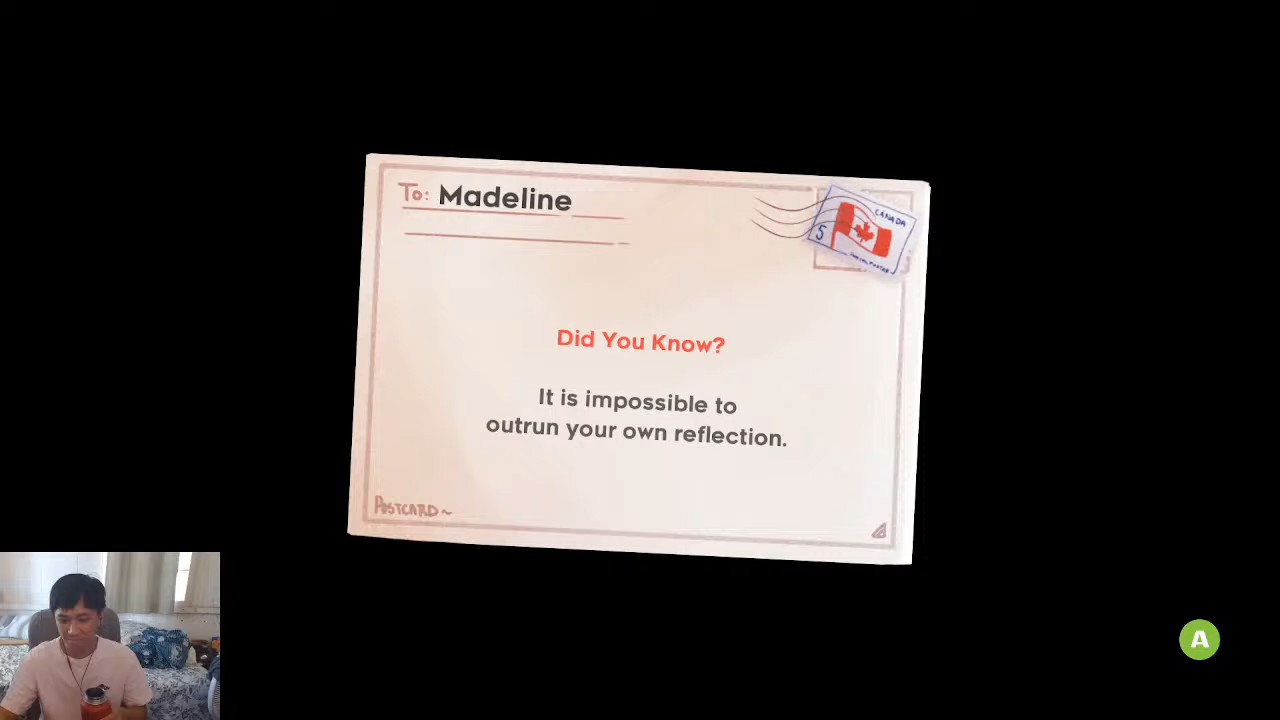 To: Madeline
CANADA
5
Did You Know?
It is impossible to
outrun your own reflection.
POSTCARD~
A